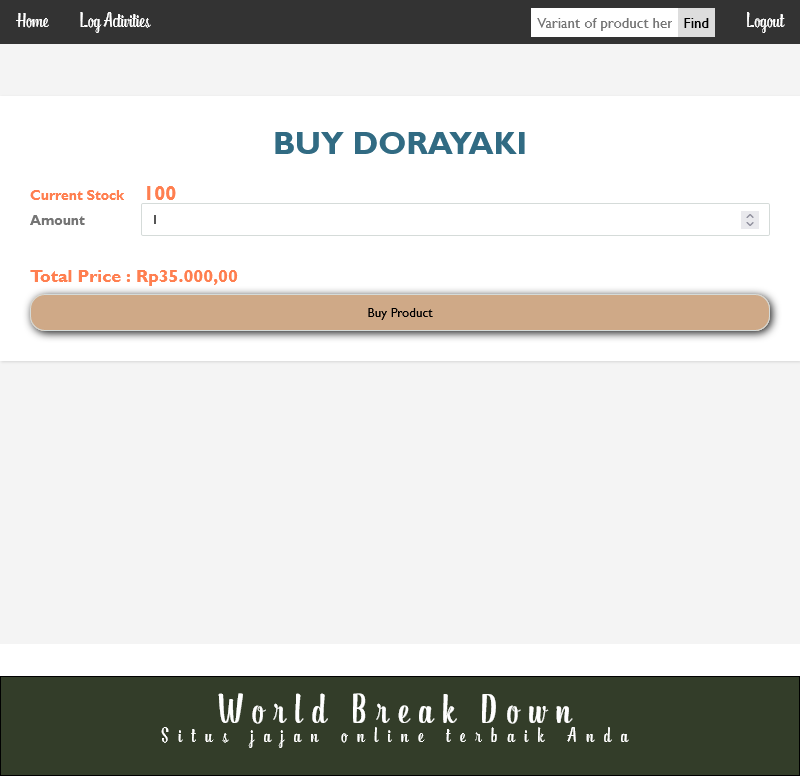 Home Log Activities Variant of product her Find Logout
BUY DORAYAKI
Current Stock 100
Amount 1
Total Price : Rp35.000,00
Buy Product
World Break Down
Situs jajan online terbaik Anda